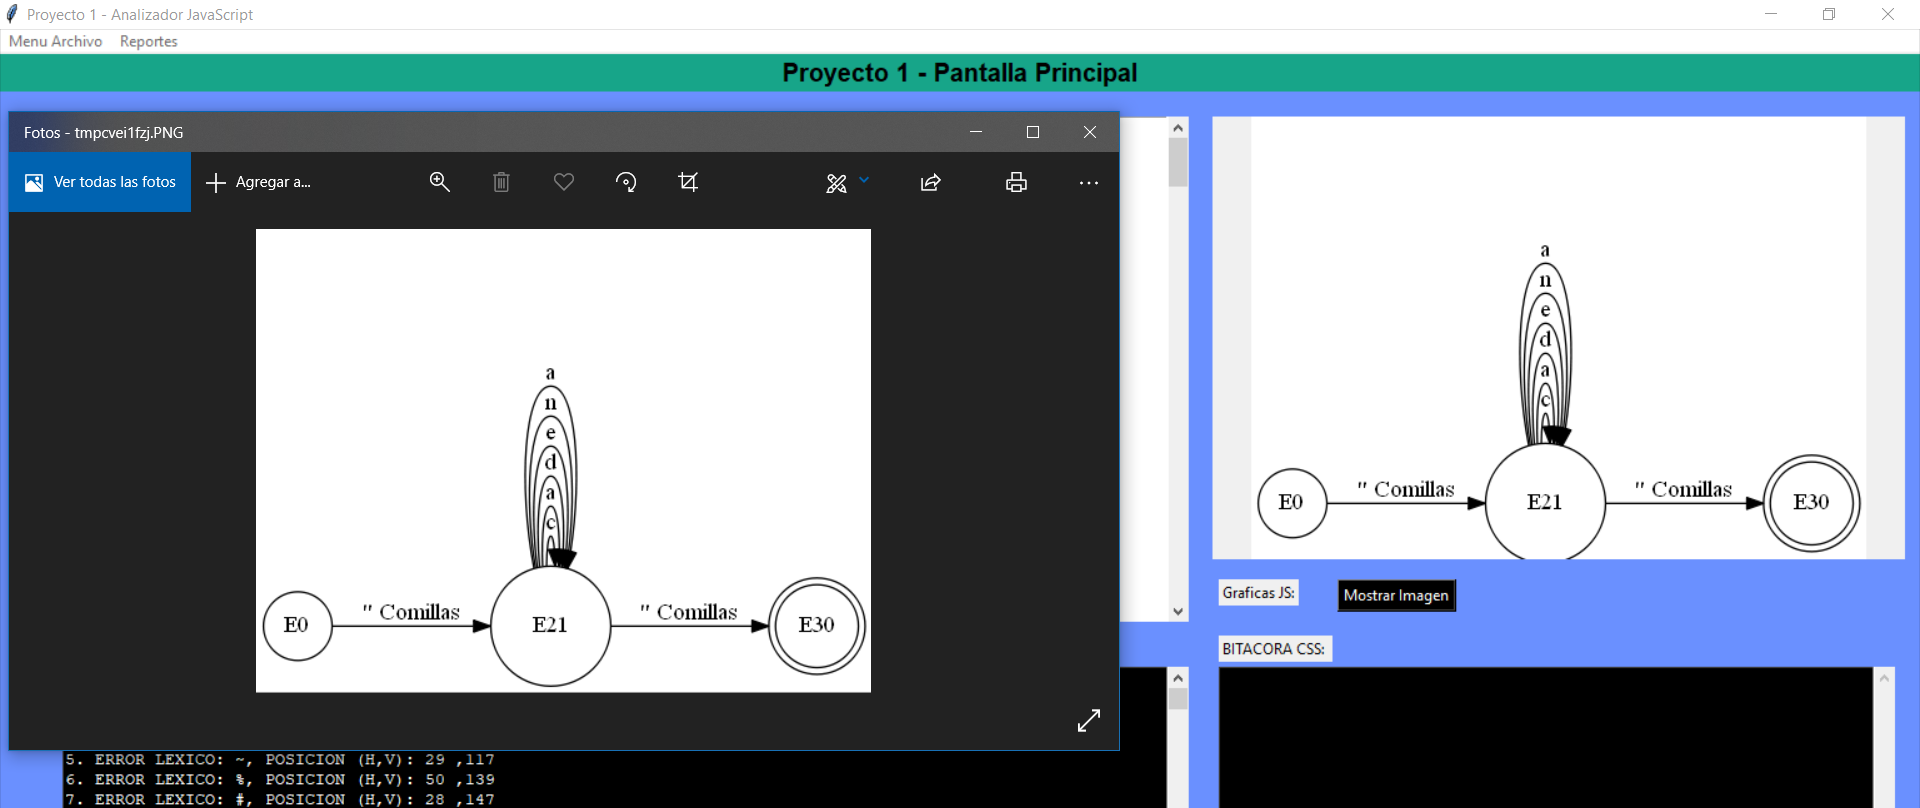 Proyecto 1 - Analizador JavaScript
Menu Archivo Reportes
Proyecto 1 - Pantalla Principal
Fotos - tmpcvei1fzj.PNG
Ver todas las fotos
Agregar a...
a
n
e
d
a
c
E0
" Comillas
E21
" Comillas
E30
a
n
e
d
a
c
E0
" Comillas
E21
" Comillas
E30
Graficas JS:
Mostrar Imagen
BITACORA CSS:
5. ERROR LEXICO: ~, POSICION (H,V): 29 ,117
6. ERROR LEXICO: %, POSICION (H,V): 50 ,139
7. ERROR LEXICO: #, POSICION (H,V): 28 ,147